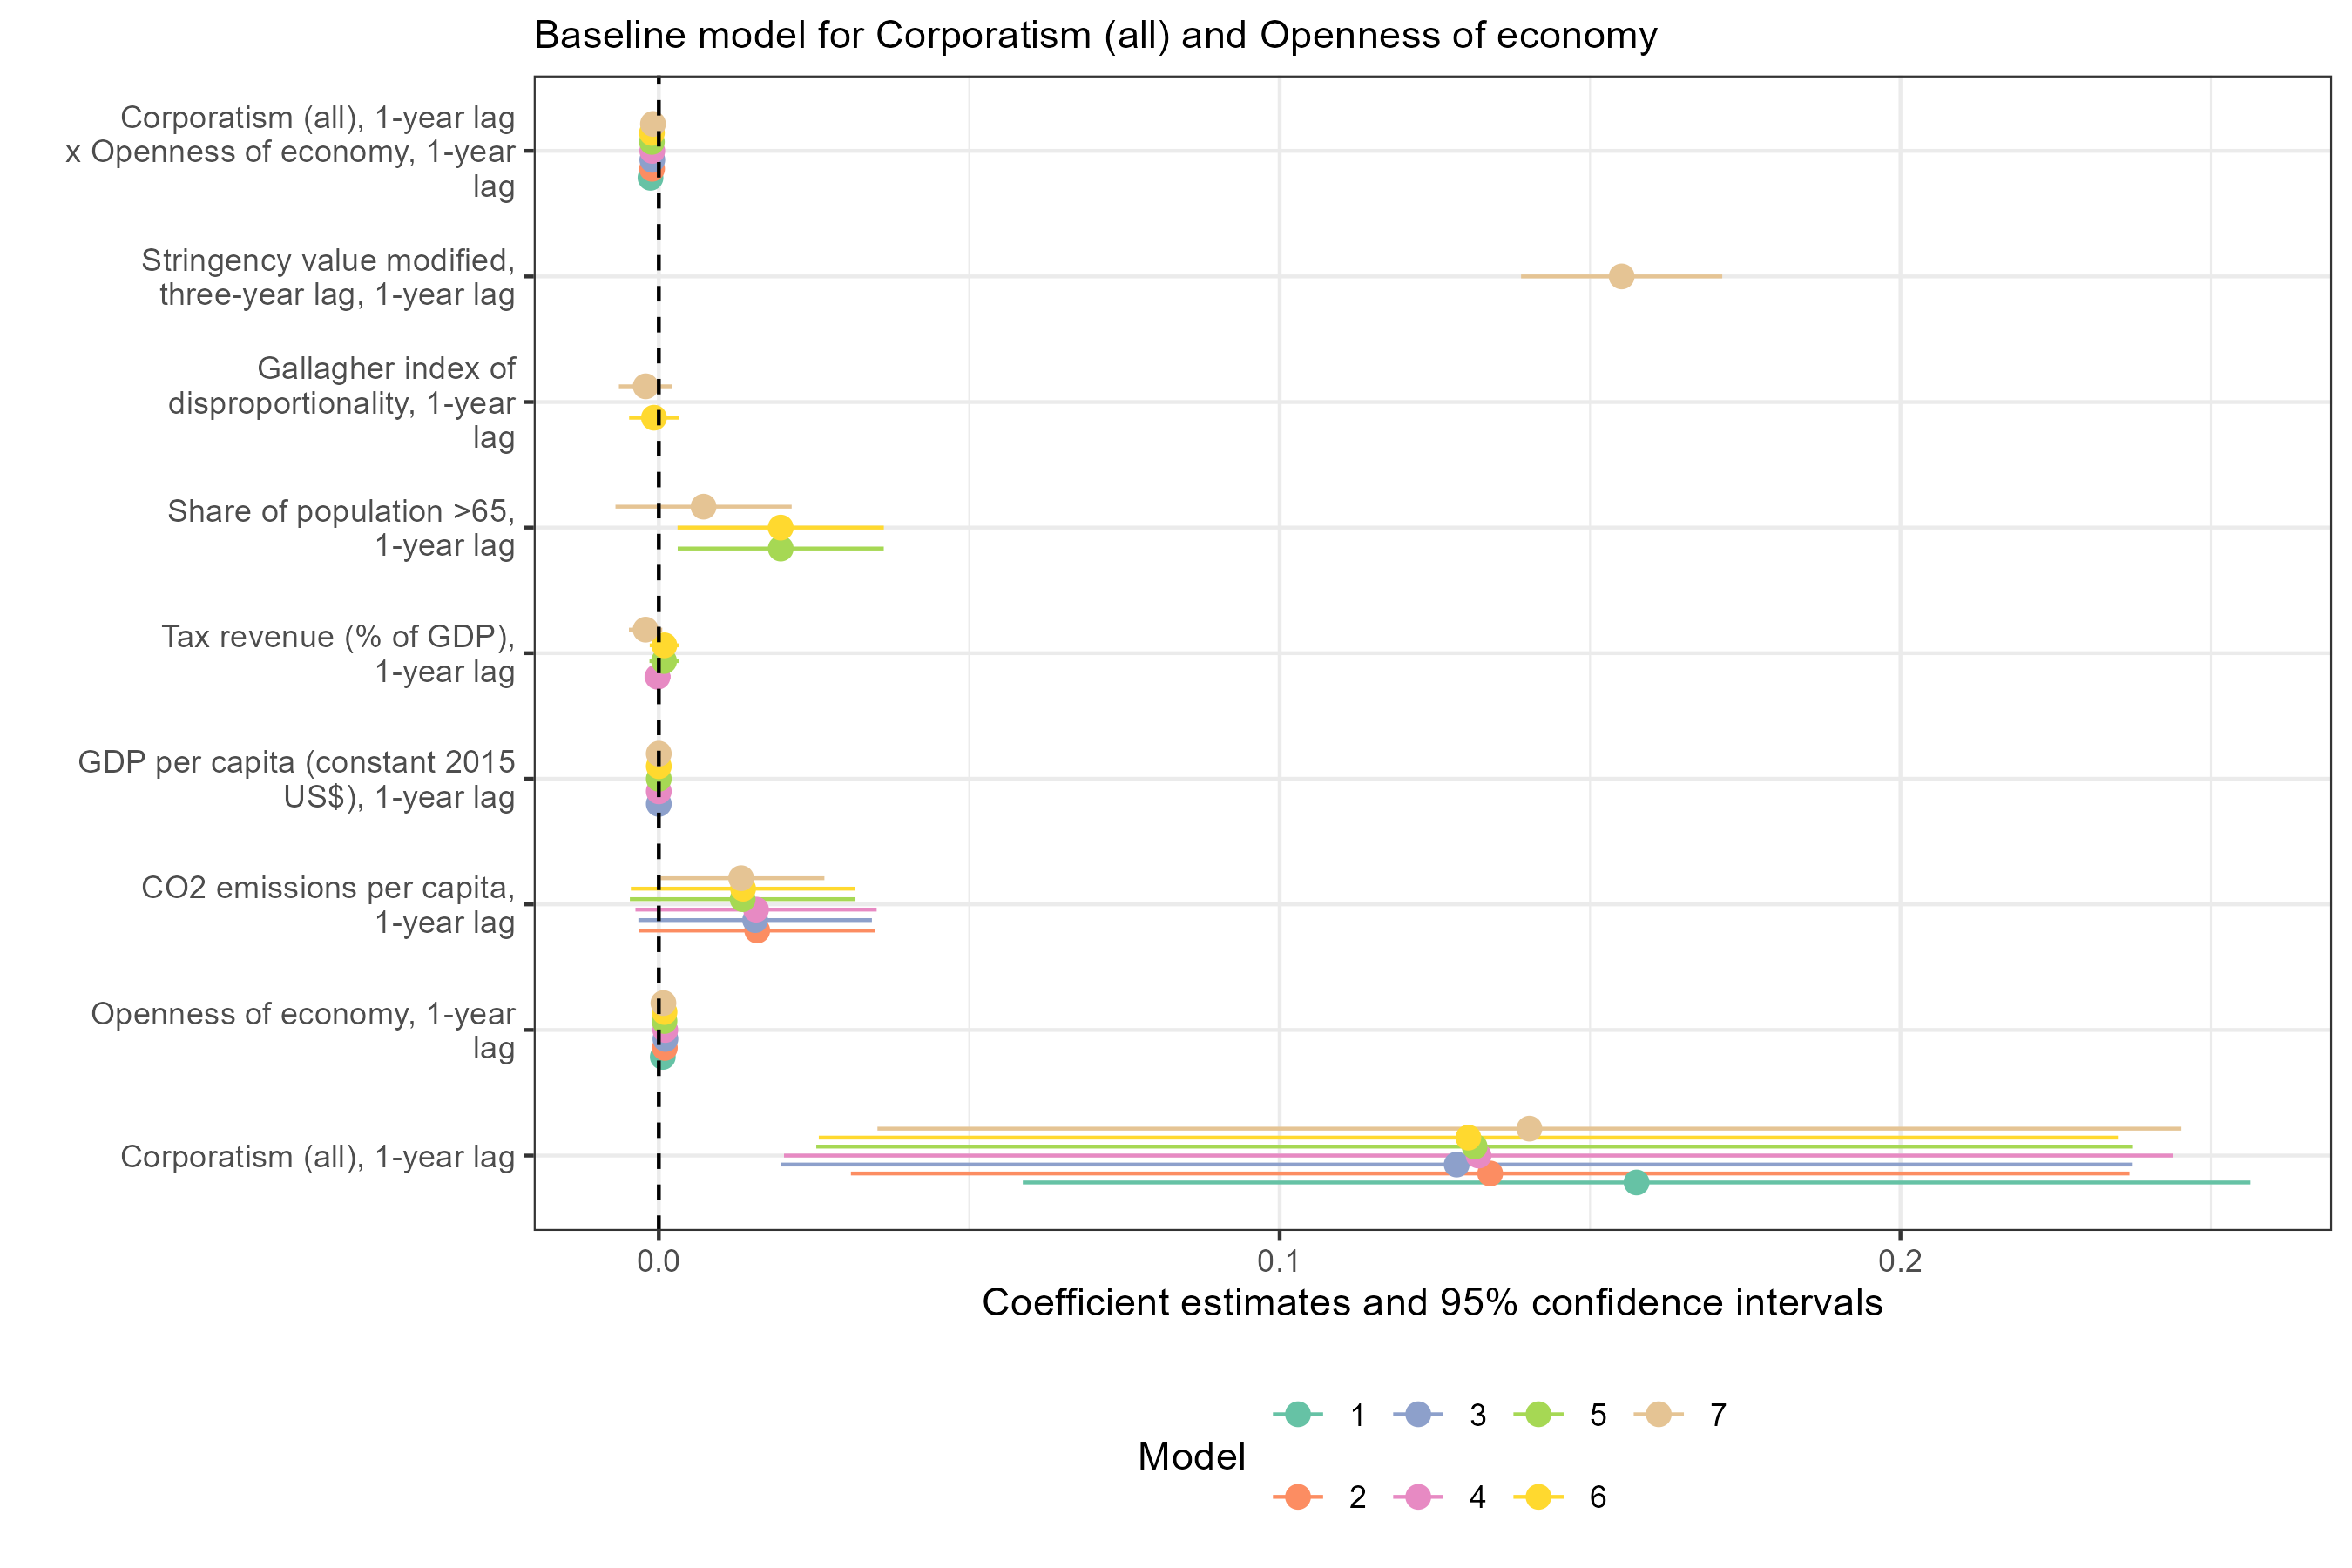 Baseline model for Corporatism (all) and Openness of economy
Corporatism (all), 1-year lag
x Openness of economy, 1-year
lag
Stringency value modified,
three-year lag, 1-year lag
Gallagher index of
disproportionality, 1-year
lag
Share of population >65,
1-year lag
Tax revenue (% of GDP),
1-year lag
GDP per capita (constant 2015
US$), 1-year lag
CO2 emissions per capita,
1-year lag
Openness of economy, 1-year
lag
Corporatism (all), 1-year lag
0.0 0.1 0.2
Coefficient estimates and 95% confidence intervals
Model
1 3 5 7
2 4 6